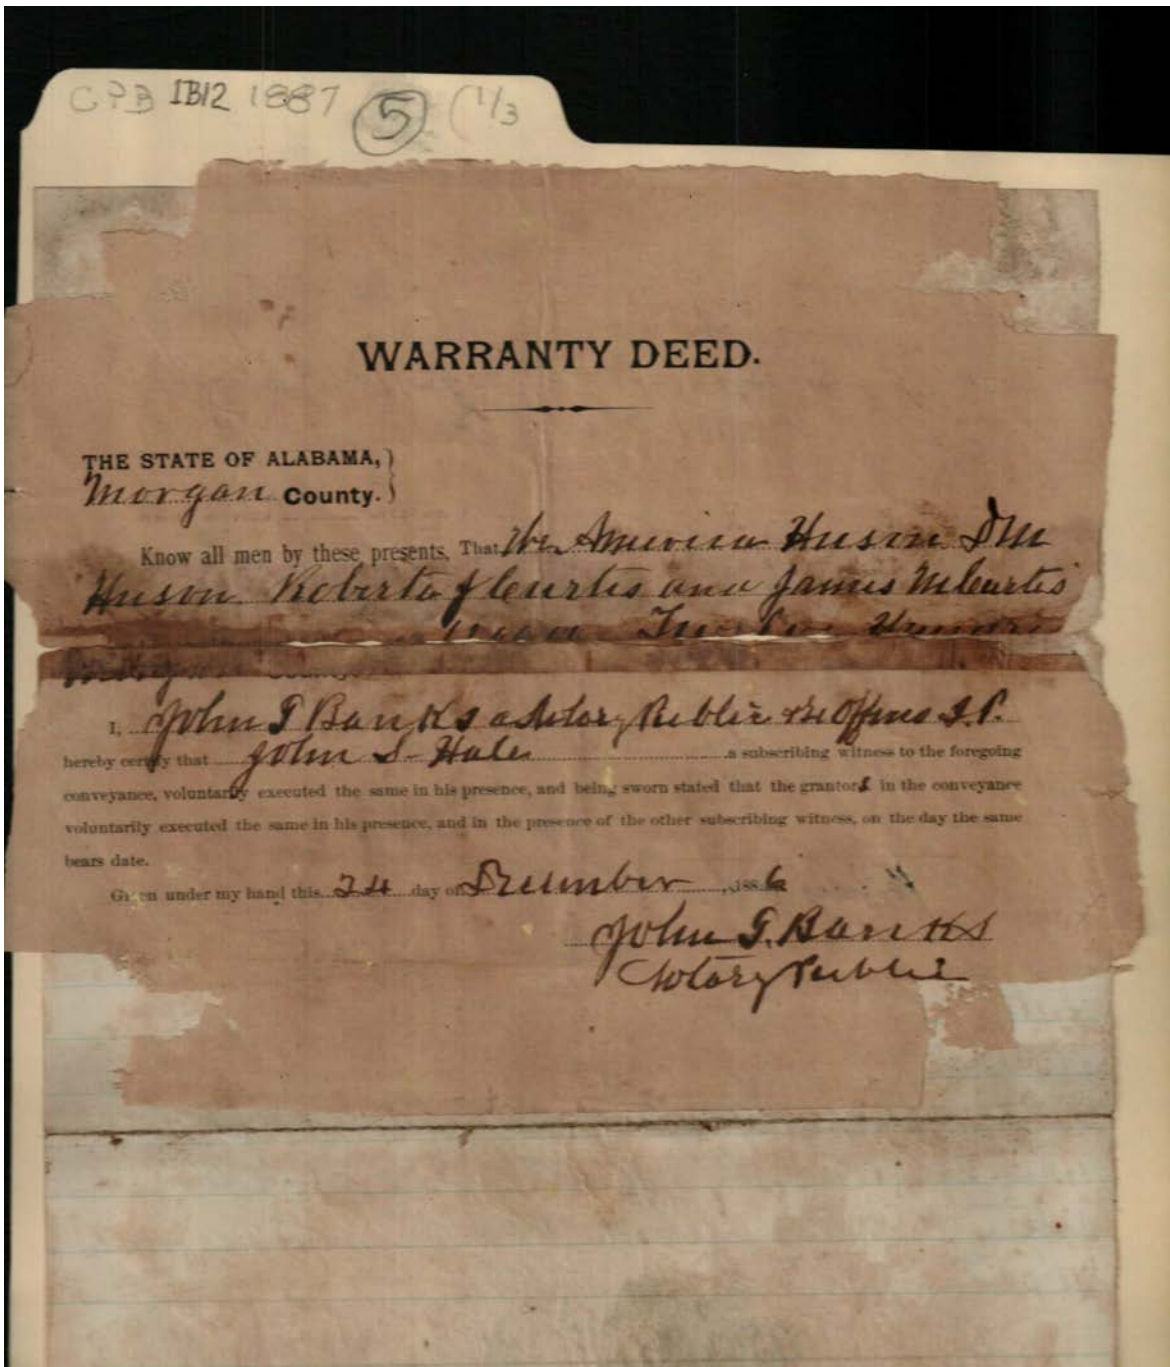 CPB IB12 1887 5 (1/3
WARRANTY DEED.
THE STATE OF ALABAMA,
Morgan County.
Know all men by these presents, That We America Huson D M
Huson Roberta J Curtis and James M Curtis
Hundred
Morgan
I, John T Banks a Notary Public & Ex Officio J.P.
hereby certify that John S Hales a subscribing witness to the foregoing
conveyance, voluntarily executed the same in his presence, and being sworn stated that the grantors in the conveyance
voluntarily executed the same in his presence, and in the presence of the other subscribing witness, on the day the same
bears date.
Given under my hand this 24 day of December, 1886
John T. Banks
Notary Public